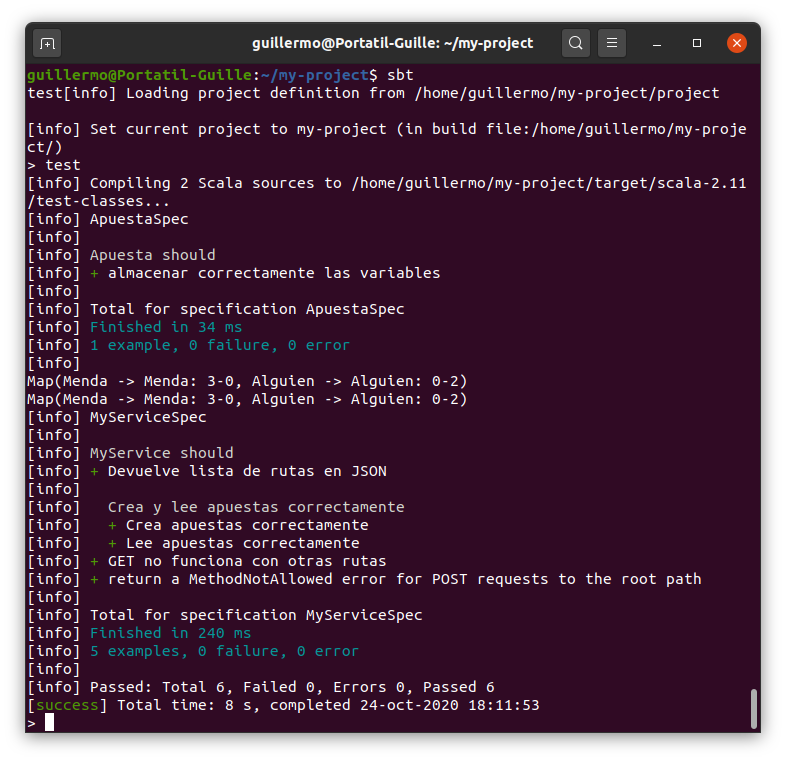 guillermo@Portatil-Guille: ~/my-project
guillermo@Portatil-Guille:~/my-project$ sbt
test[info] Loading project definition from /home/guillermo/my-project/project
[info] Set current project to my-project (in build file:/home/guillermo/my-proje
ct/)
> test
[info] Compiling 2 Scala sources to /home/guillermo/my-project/target/scala-2.11
/test-classes...
[info] ApuestaSpec
[info]
[info] Apuesta should
[info] + almacenar correctamente las variables
[info]
[info] Total for specification ApuestaSpec
[info] Finished in 34 ms
[info] 1 example, 0 failure, 0 error
[info]
Map(Menda -> Menda: 3-0, Alguien -> Alguien: 0-2)
Map(Menda -> Menda: 3-0, Alguien -> Alguien: 0-2)
[info] MyServiceSpec
[info]
[info] MyService should
[info] + Devuelve lista de rutas en JSON
[info]
[info]   Crea y lee apuestas correctamente
[info]   + Crea apuestas correctamente
[info]   + Lee apuestas correctamente
[info] + GET no funciona con otras rutas
[info] + return a MethodNotAllowed error for POST requests to the root path
[info]
[info] Total for specification MyServiceSpec
[info] Finished in 240 ms
[info] 5 examples, 0 failure, 0 error
[info]
[info] Passed: Total 6, Failed 0, Errors 0, Passed 6
[success] Total time: 8 s, completed 24-oct-2020 18:11:53
>